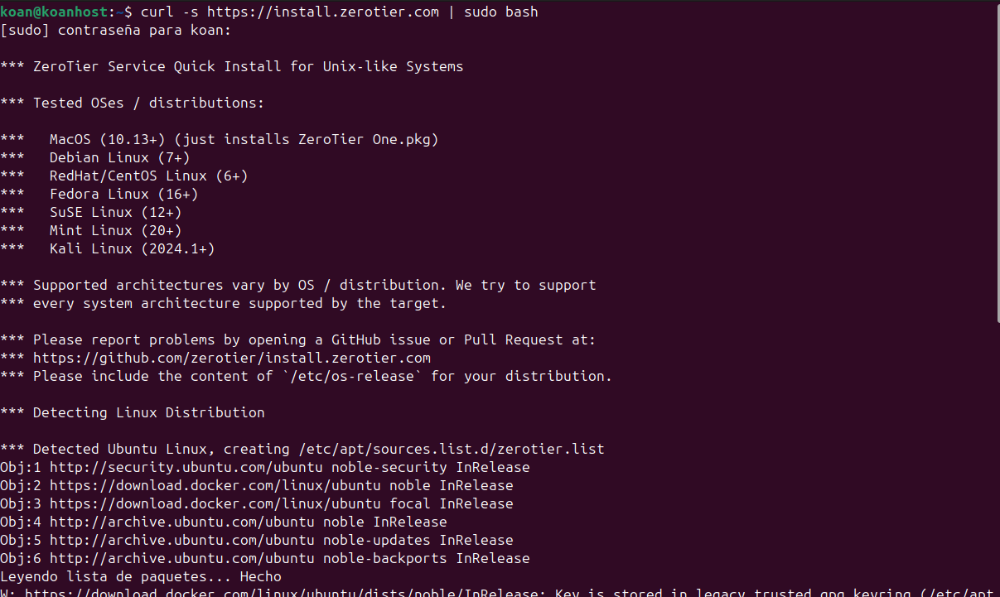 koan@koanhost:~$ curl -s https://install.zerotier.com | sudo bash
[sudo] contraseña para koan:
*** ZeroTier Service Quick Install for Unix-like Systems
*** Tested OSes / distributions:
***   MacOS (10.13+) (just installs ZeroTier One.pkg)
***   Debian Linux (7+)
***   RedHat/CentOS Linux (6+)
***   Fedora Linux (16+)
***   SuSE Linux (12+)
***   Mint Linux (20+)
***   Kali Linux (2024.1+)
*** Supported architectures vary by OS / distribution. We try to support
*** every system architecture supported by the target.
*** Please report problems by opening a GitHub issue or Pull Request at:
*** https://github.com/zerotier/install.zerotier.com
*** Please include the content of `/etc/os-release` for your distribution.
*** Detecting Linux Distribution
*** Detected Ubuntu Linux, creating /etc/apt/sources.list.d/zerotier.list
Obj:1 http://security.ubuntu.com/ubuntu noble-security InRelease
Obj:2 https://download.docker.com/linux/ubuntu noble InRelease
Obj:3 https://download.docker.com/linux/ubuntu focal InRelease
Obj:4 http://archive.ubuntu.com/ubuntu noble InRelease
Obj:5 http://archive.ubuntu.com/ubuntu noble-updates InRelease
Obj:6 http://archive.ubuntu.com/ubuntu noble-backports InRelease
Leyendo lista de paquetes... Hecho
W: https://download.docker.com/linux/ubuntu/dists/noble/InRelease: Key is stored in legacy trusted.gpg keyring (/etc/apt